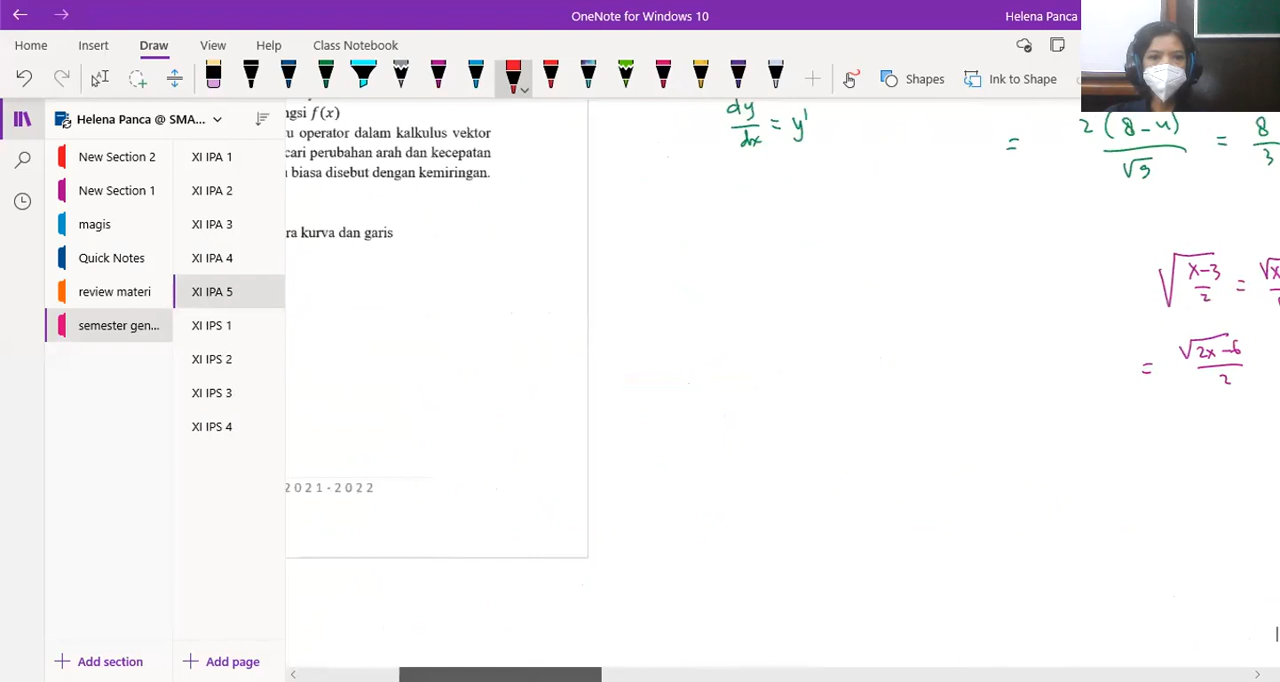 OneNote for Windows 10
Helena Panca
Home Insert Draw View Help Class Notebook
Shapes Ink to Shape
Helena Panca @ SMA...
New Section 2
New Section 1
magis
Quick Notes
review materi
semester gen...
Add section
XI IPA 1
XI IPA 2
XI IPA 3
XI IPA 4
XI IPA 5
XI IPS 1
XI IPS 2
XI IPS 3
XI IPS 4
Add page
ngsi f(x)
operator dalam kalkulus vektor
cari perubahan arah dan kecepatan
biasa disebut dengan kemiringan.
ra kurva dan garis
2021-2022
dy/dx = y'
= 2(8-4)/√9 = 8/3
√((x-3)/2) =
= √(2x-6)/2